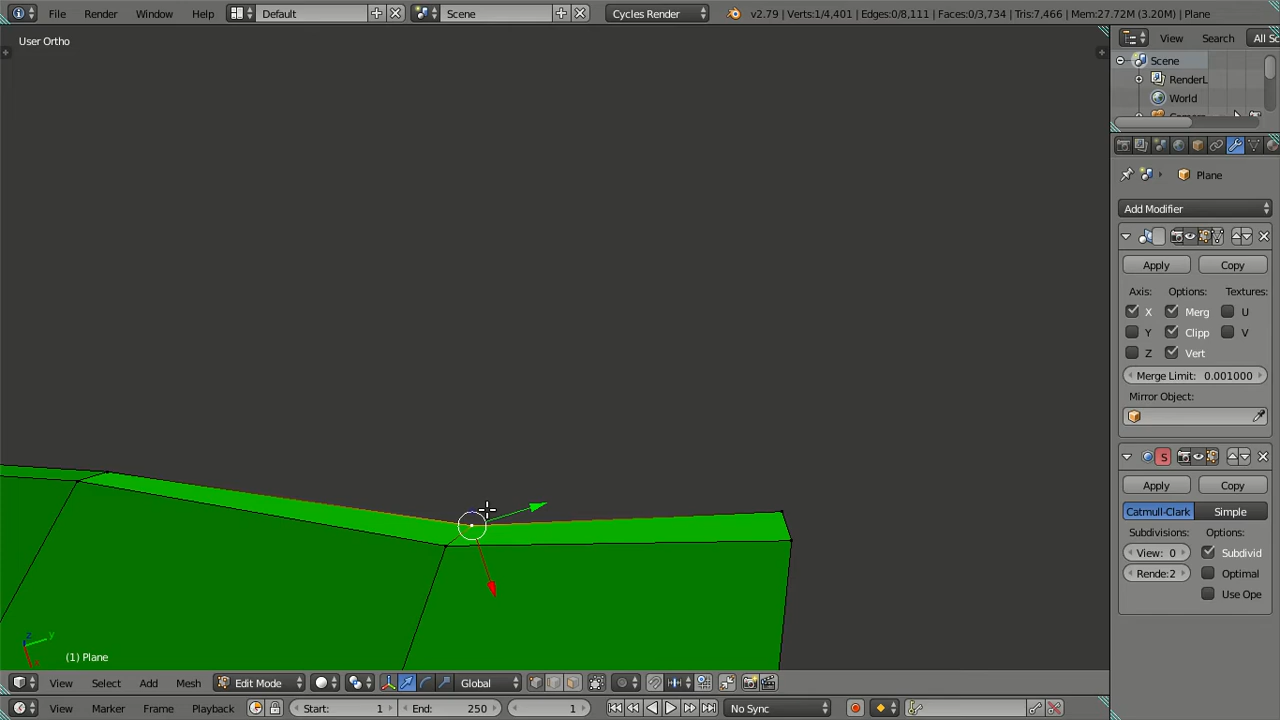 File Render Window Help Default Scene Cycles Render v2.79 | Verts:1/4,401 | Edges:0/8,111 | Faces:0/3,734 | Tris:7,466 | Mem:27.72M (3.20M) | Plane
User Ortho
View Search All Sc
Scene
RenderL
World
Plane
Add Modifier
Apply Copy
Axis: Options: Textures:
X Merg U
Y Clipp V
Z Vert
Merge Limit: 0.001000
Mirror Object:
S
Apply Copy
Catmull-Clark Simple
Subdivisions: Options:
View: 0 Subdivid
Rende:2 Optimal
Use Ope
z y
x
(1) Plane
View Select Add Mesh Edit Mode Global
View Marker Frame Playback Start: 1 End: 250 1 No Sync